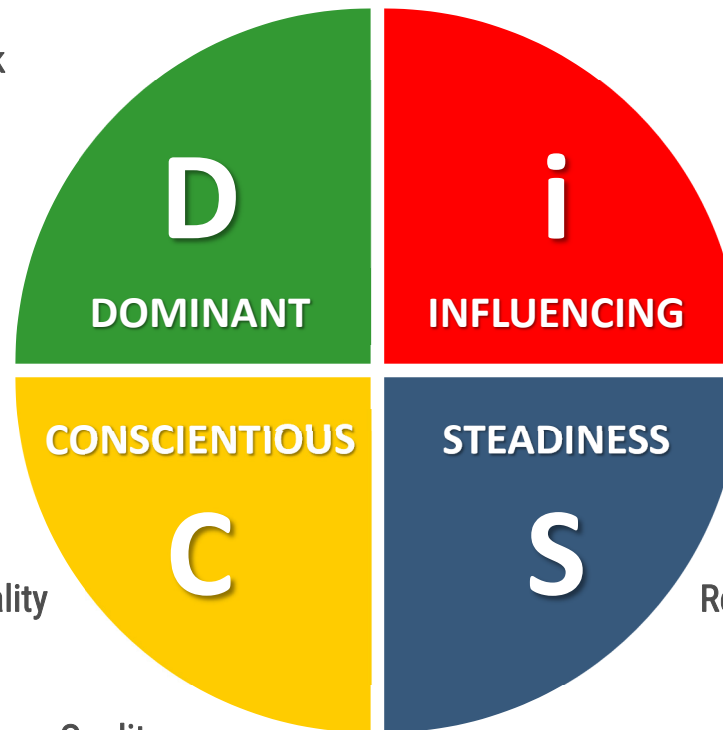 D
i
DOMINANT
INFLUENCING
CONSCIENTIOUS
STEADINESS
C
S